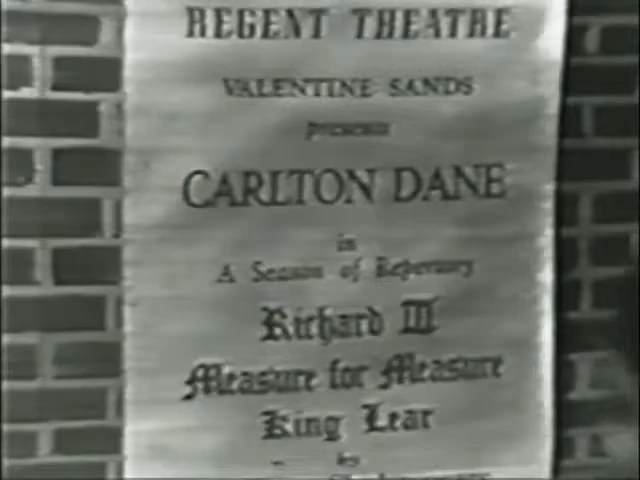 REGENT THEATRE
VALENTINE SANDS
presents
CARLTON DANE
in
A Season of Repertory
Richard III
Measure for Measure
King Lear
by